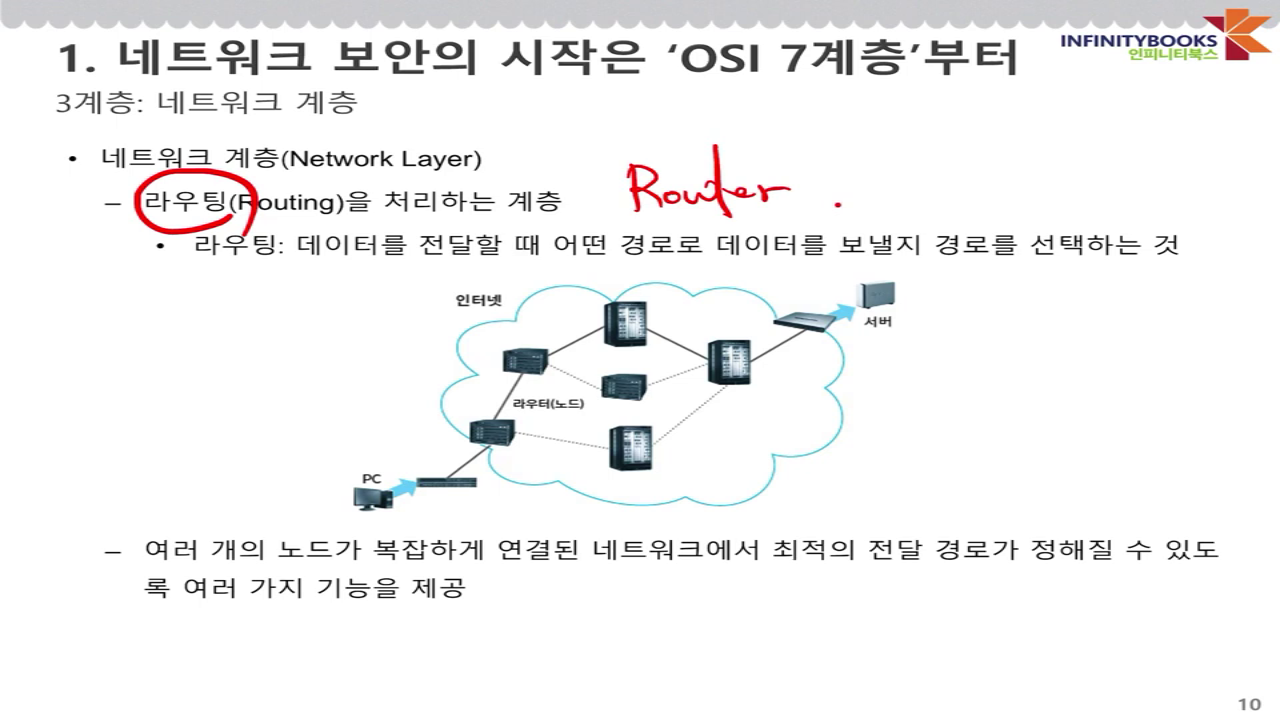 1. 네트워크 보안의 시작은 ‘OSI 7계층’부터
INFINITYBOOKS
인피니티북스
3계층: 네트워크 계층
• 네트워크 계층(Network Layer)
– 라우팅(Routing)을 처리하는 계층
Router .
• 라우팅: 데이터를 전달할 때 어떤 경로로 데이터를 보낼지 경로를 선택하는 것
인터넷
서버
라우터(노드)
PC
– 여러 개의 노드가 복잡하게 연결된 네트워크에서 최적의 전달 경로가 정해질 수 있도
록 여러 가지 기능을 제공
10